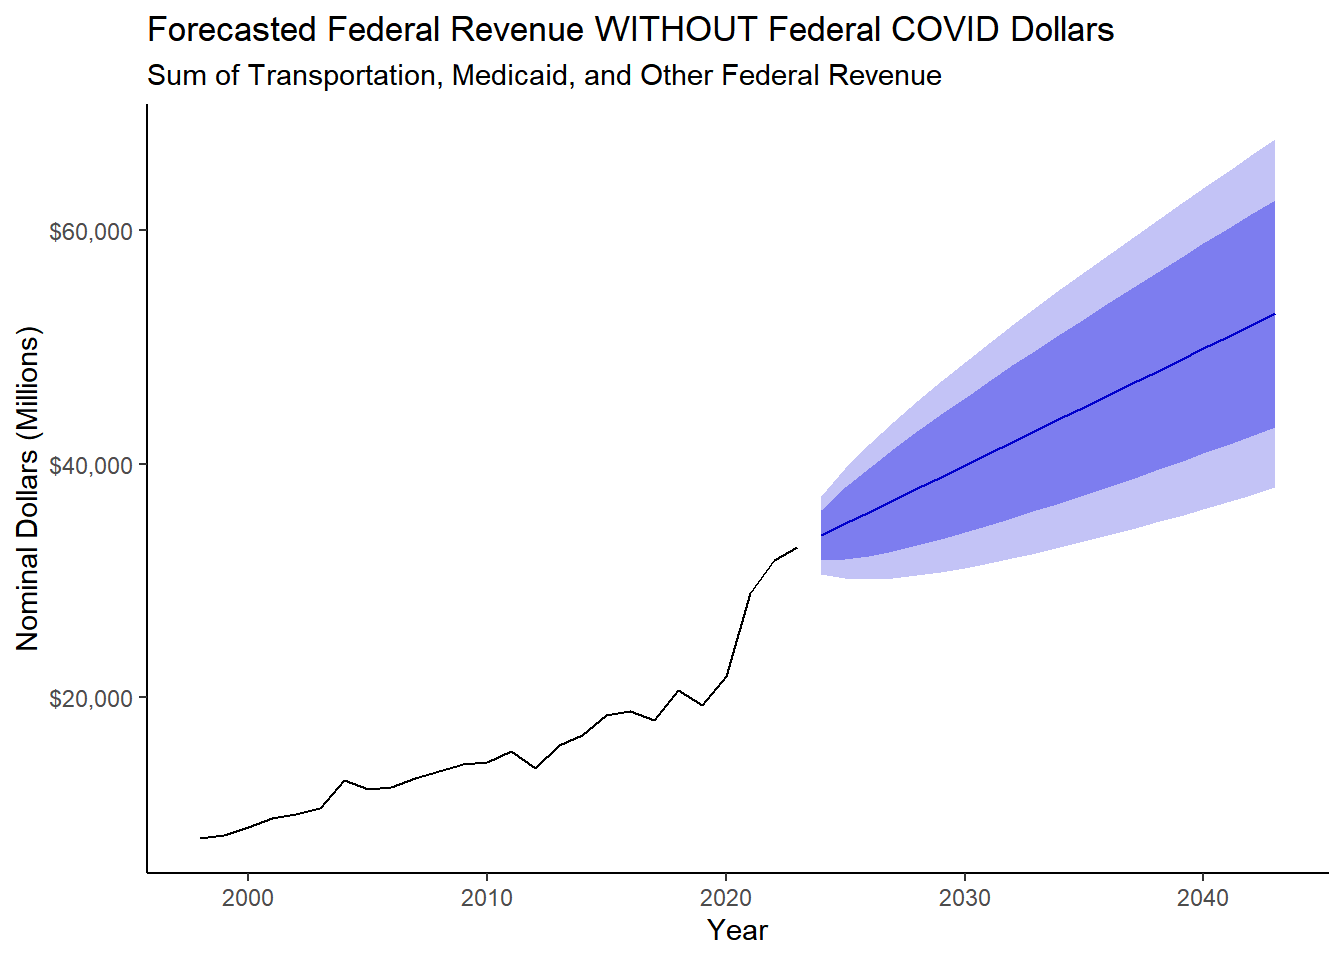 Forecasted Federal Revenue WITHOUT Federal COVID Dollars
Sum of Transportation, Medicaid, and Other Federal Revenue
Nominal Dollars (Millions)
$60,000
$40,000
$20,000
2000 2010 2020 2030 2040
Year